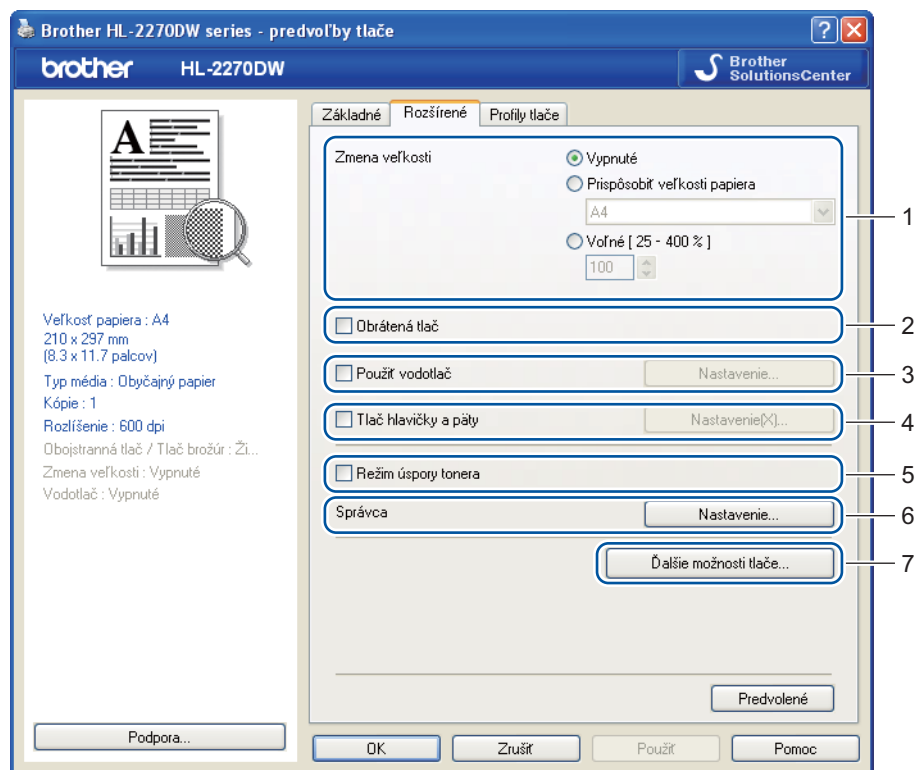 Brother HL-2270DW series - predvoľby tlače
brother HL-2270DW
Brother
SolutionsCenter
Základné Rozšírené Profily tlače
A
Veľkosť papiera : A4
210 x 297 mm
(8.3 x 11.7 palcov)
Typ média : Obyčajný papier
Kópie : 1
Rozlíšenie : 600 dpi
Obojstranná tlač / Tlač brožúr : Ži...
Zmena veľkosti : Vypnuté
Vodotlač : Vypnuté
Podpora...
Zmena veľkosti
Vypnuté
Prispôsobiť veľkosti papiera
A4
Voľné [ 25 - 400 % ]
100
1
Obrátená tlač
2
Použiť vodotlač Nastavenie...
3
Tlač hlavičky a päty Nastavenie(X)...
4
Režim úspory tonera
5
Správca Nastavenie...
6
Ďalšie možnosti tlače...
7
Predvolené
OK Zrušiť Použiť Pomoc